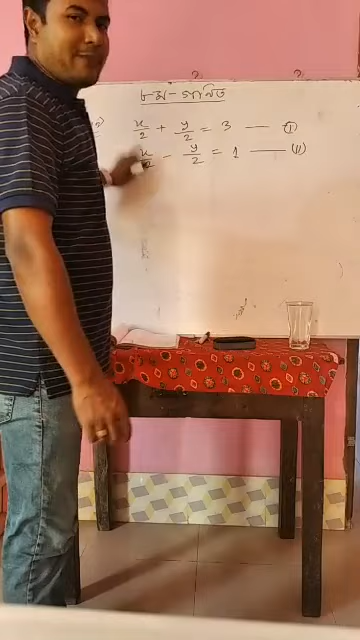 ৮ম-গণিত
x/2 + y/2 = 3 — (I)
x/2 - y/2 = 1 — (II)